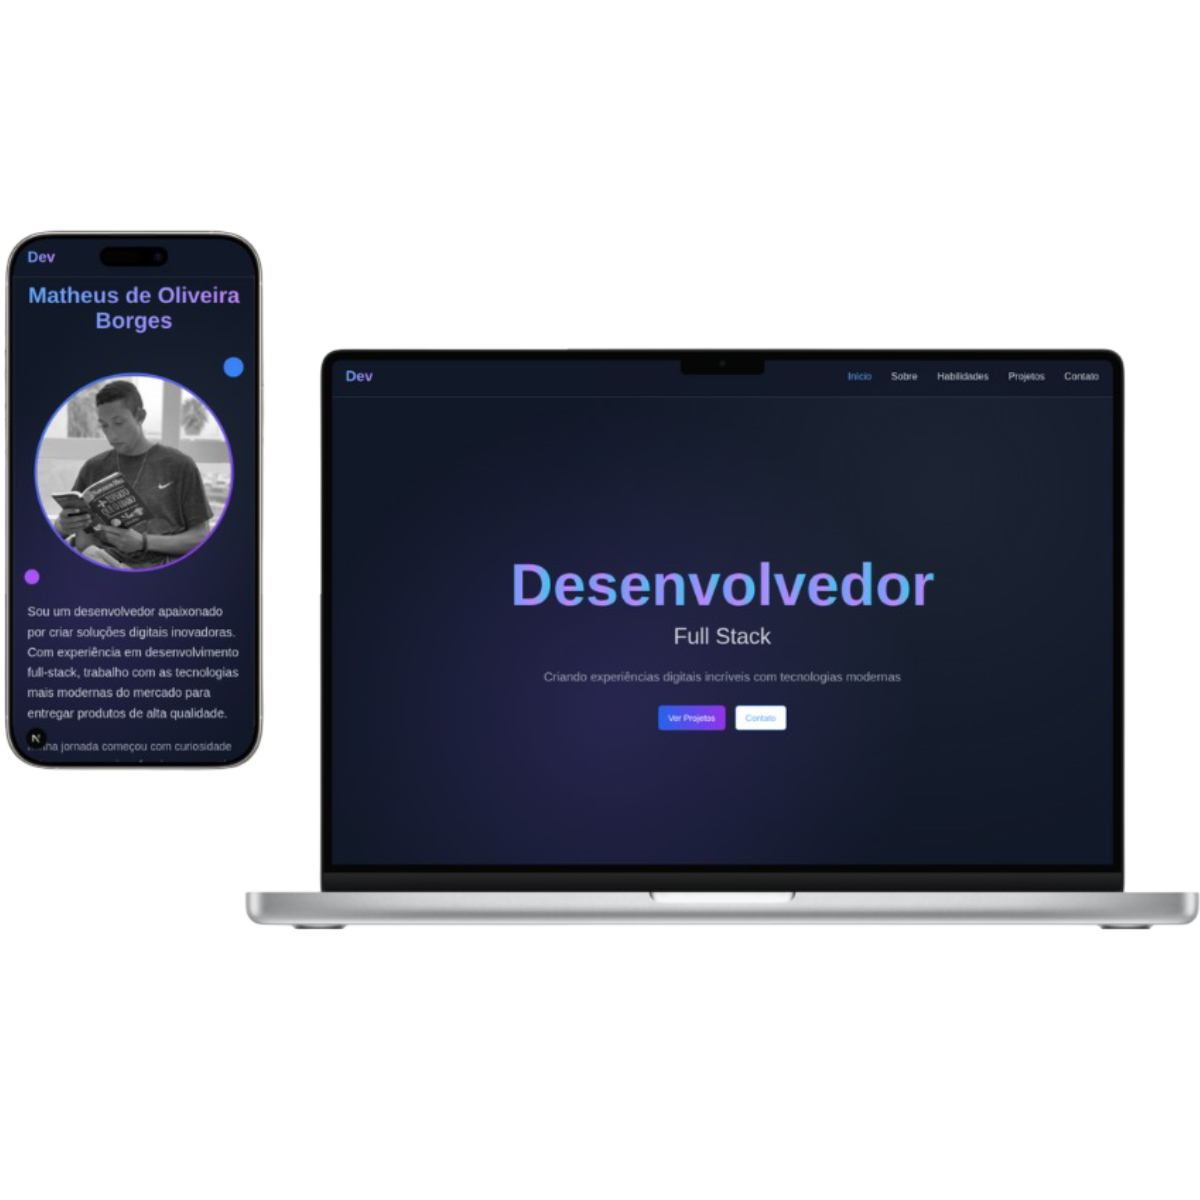 Dev
Matheus de Oliveira
Borges
Sou um desenvolvedor apaixonado
por criar soluções digitais inovadoras.
Com experiência em desenvolvimento
full-stack, trabalho com as tecnologias
mais modernas do mercado para
entregar produtos de alta qualidade.
N
jornada começou com curiosidade
Dev
Início
Sobre
Habilidades
Projetos
Contato
Desenvolvedor
Full Stack
Criando experiências digitais incríveis com tecnologias modernas
Ver Projetos
Contato